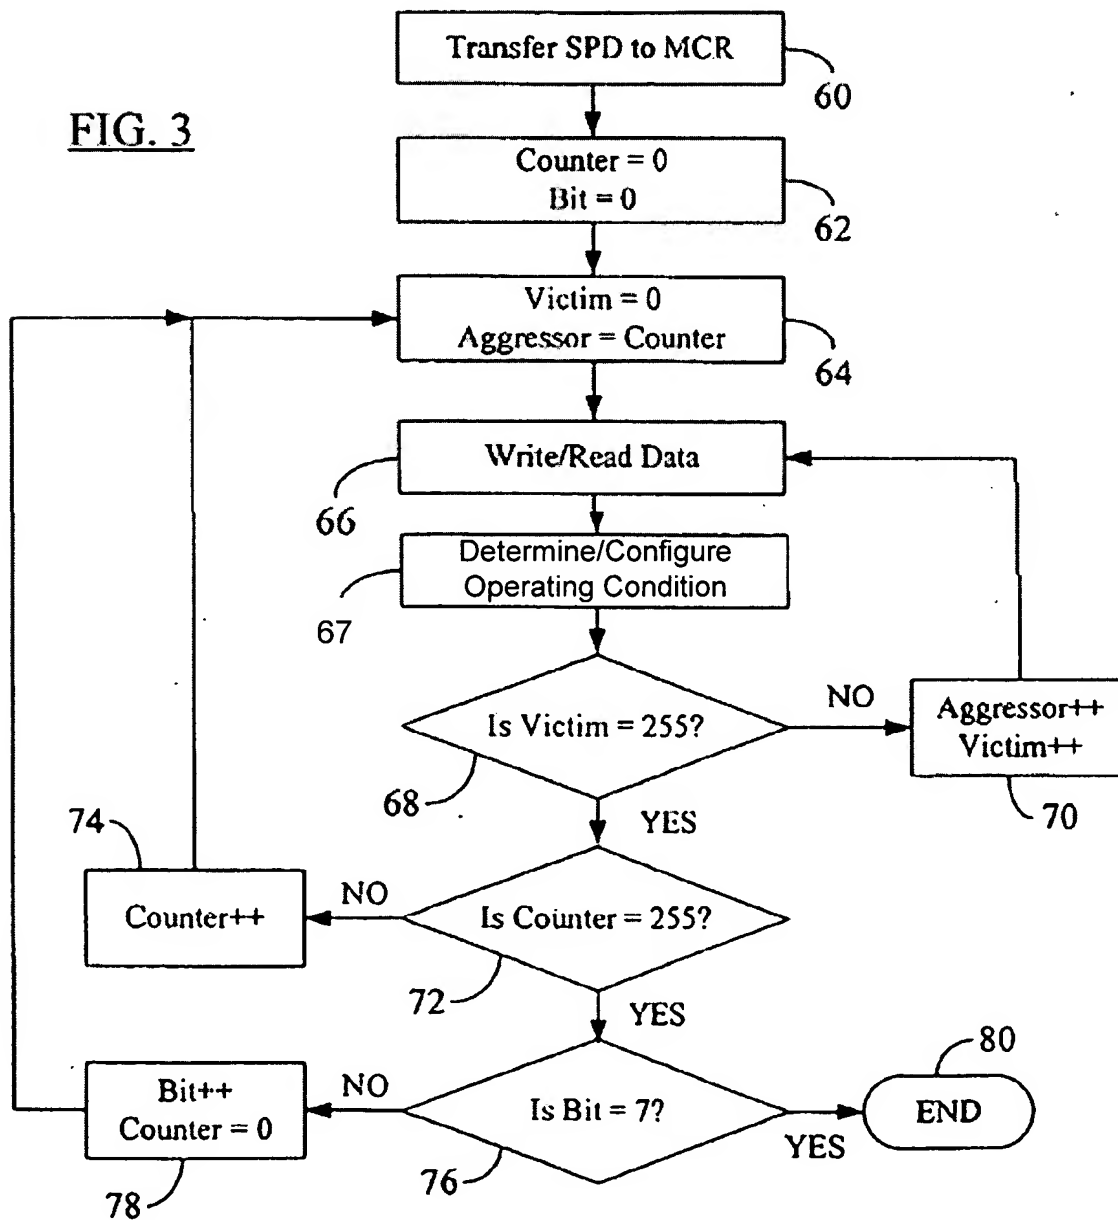 Transfer SPD to MCR
60
FIG. 3
Counter = 0
Bit = 0
62
Victim = 0
Aggressor = Counter
64
Write/Read Data
66
Determine/Configure
Operating Condition
67
Is Victim = 255?
68
NO
Aggressor++
Victim++
70
YES
74
Counter++
NO
Is Counter = 255?
72
YES
Bit++
Counter = 0
78
NO
Is Bit = 7?
76
YES
80
END